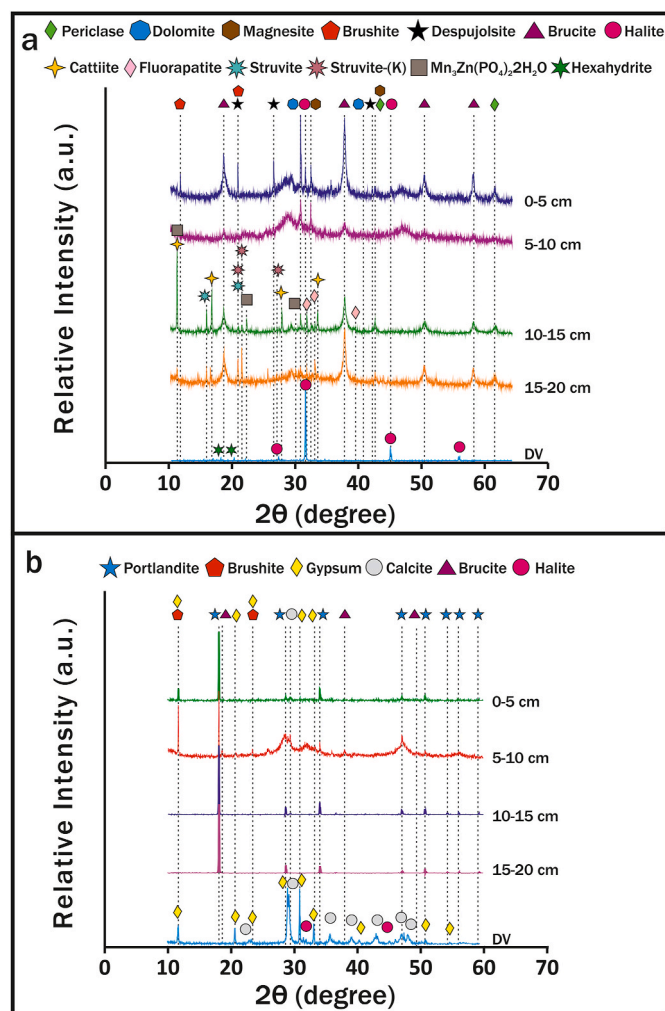 a
Periclase Dolomite Magnesite Brushite Despujolsite Brucite Halite
Cattiite Fluorapatite Struvite Struvite-(K) Mn₃Zn(PO₄)₂2H₂O Hexahydrite
Relative Intensity (a.u.)
0-5 cm
5-10 cm
10-15 cm
15-20 cm
DV
0 10 20 30 40 50 60 70
2θ (degree)
b
Portlandite Brushite Gypsum Calcite Brucite Halite
Relative Intensity (a.u.)
0-5 cm
5-10 cm
10-15 cm
15-20 cm
DV
0 10 20 30 40 50 60 70
2θ (degree)